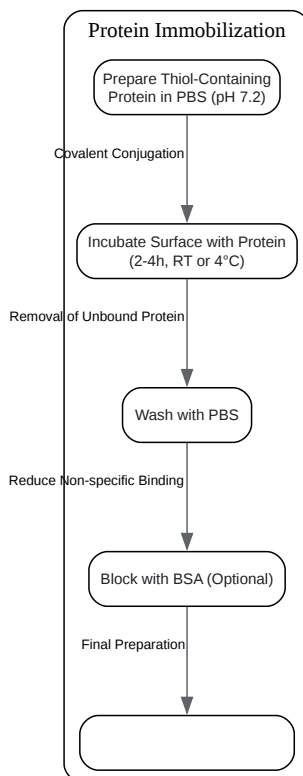 Protein Immobilization
Prepare Thiol-Containing
Protein in PBS (pH 7.2)
Covalent Conjugation
Incubate Surface with Protein
(2-4h, RT or 4°C)
Removal of Unbound Protein
Wash with PBS
Reduce Non-specific Binding
Block with BSA (Optional)
Final Preparation